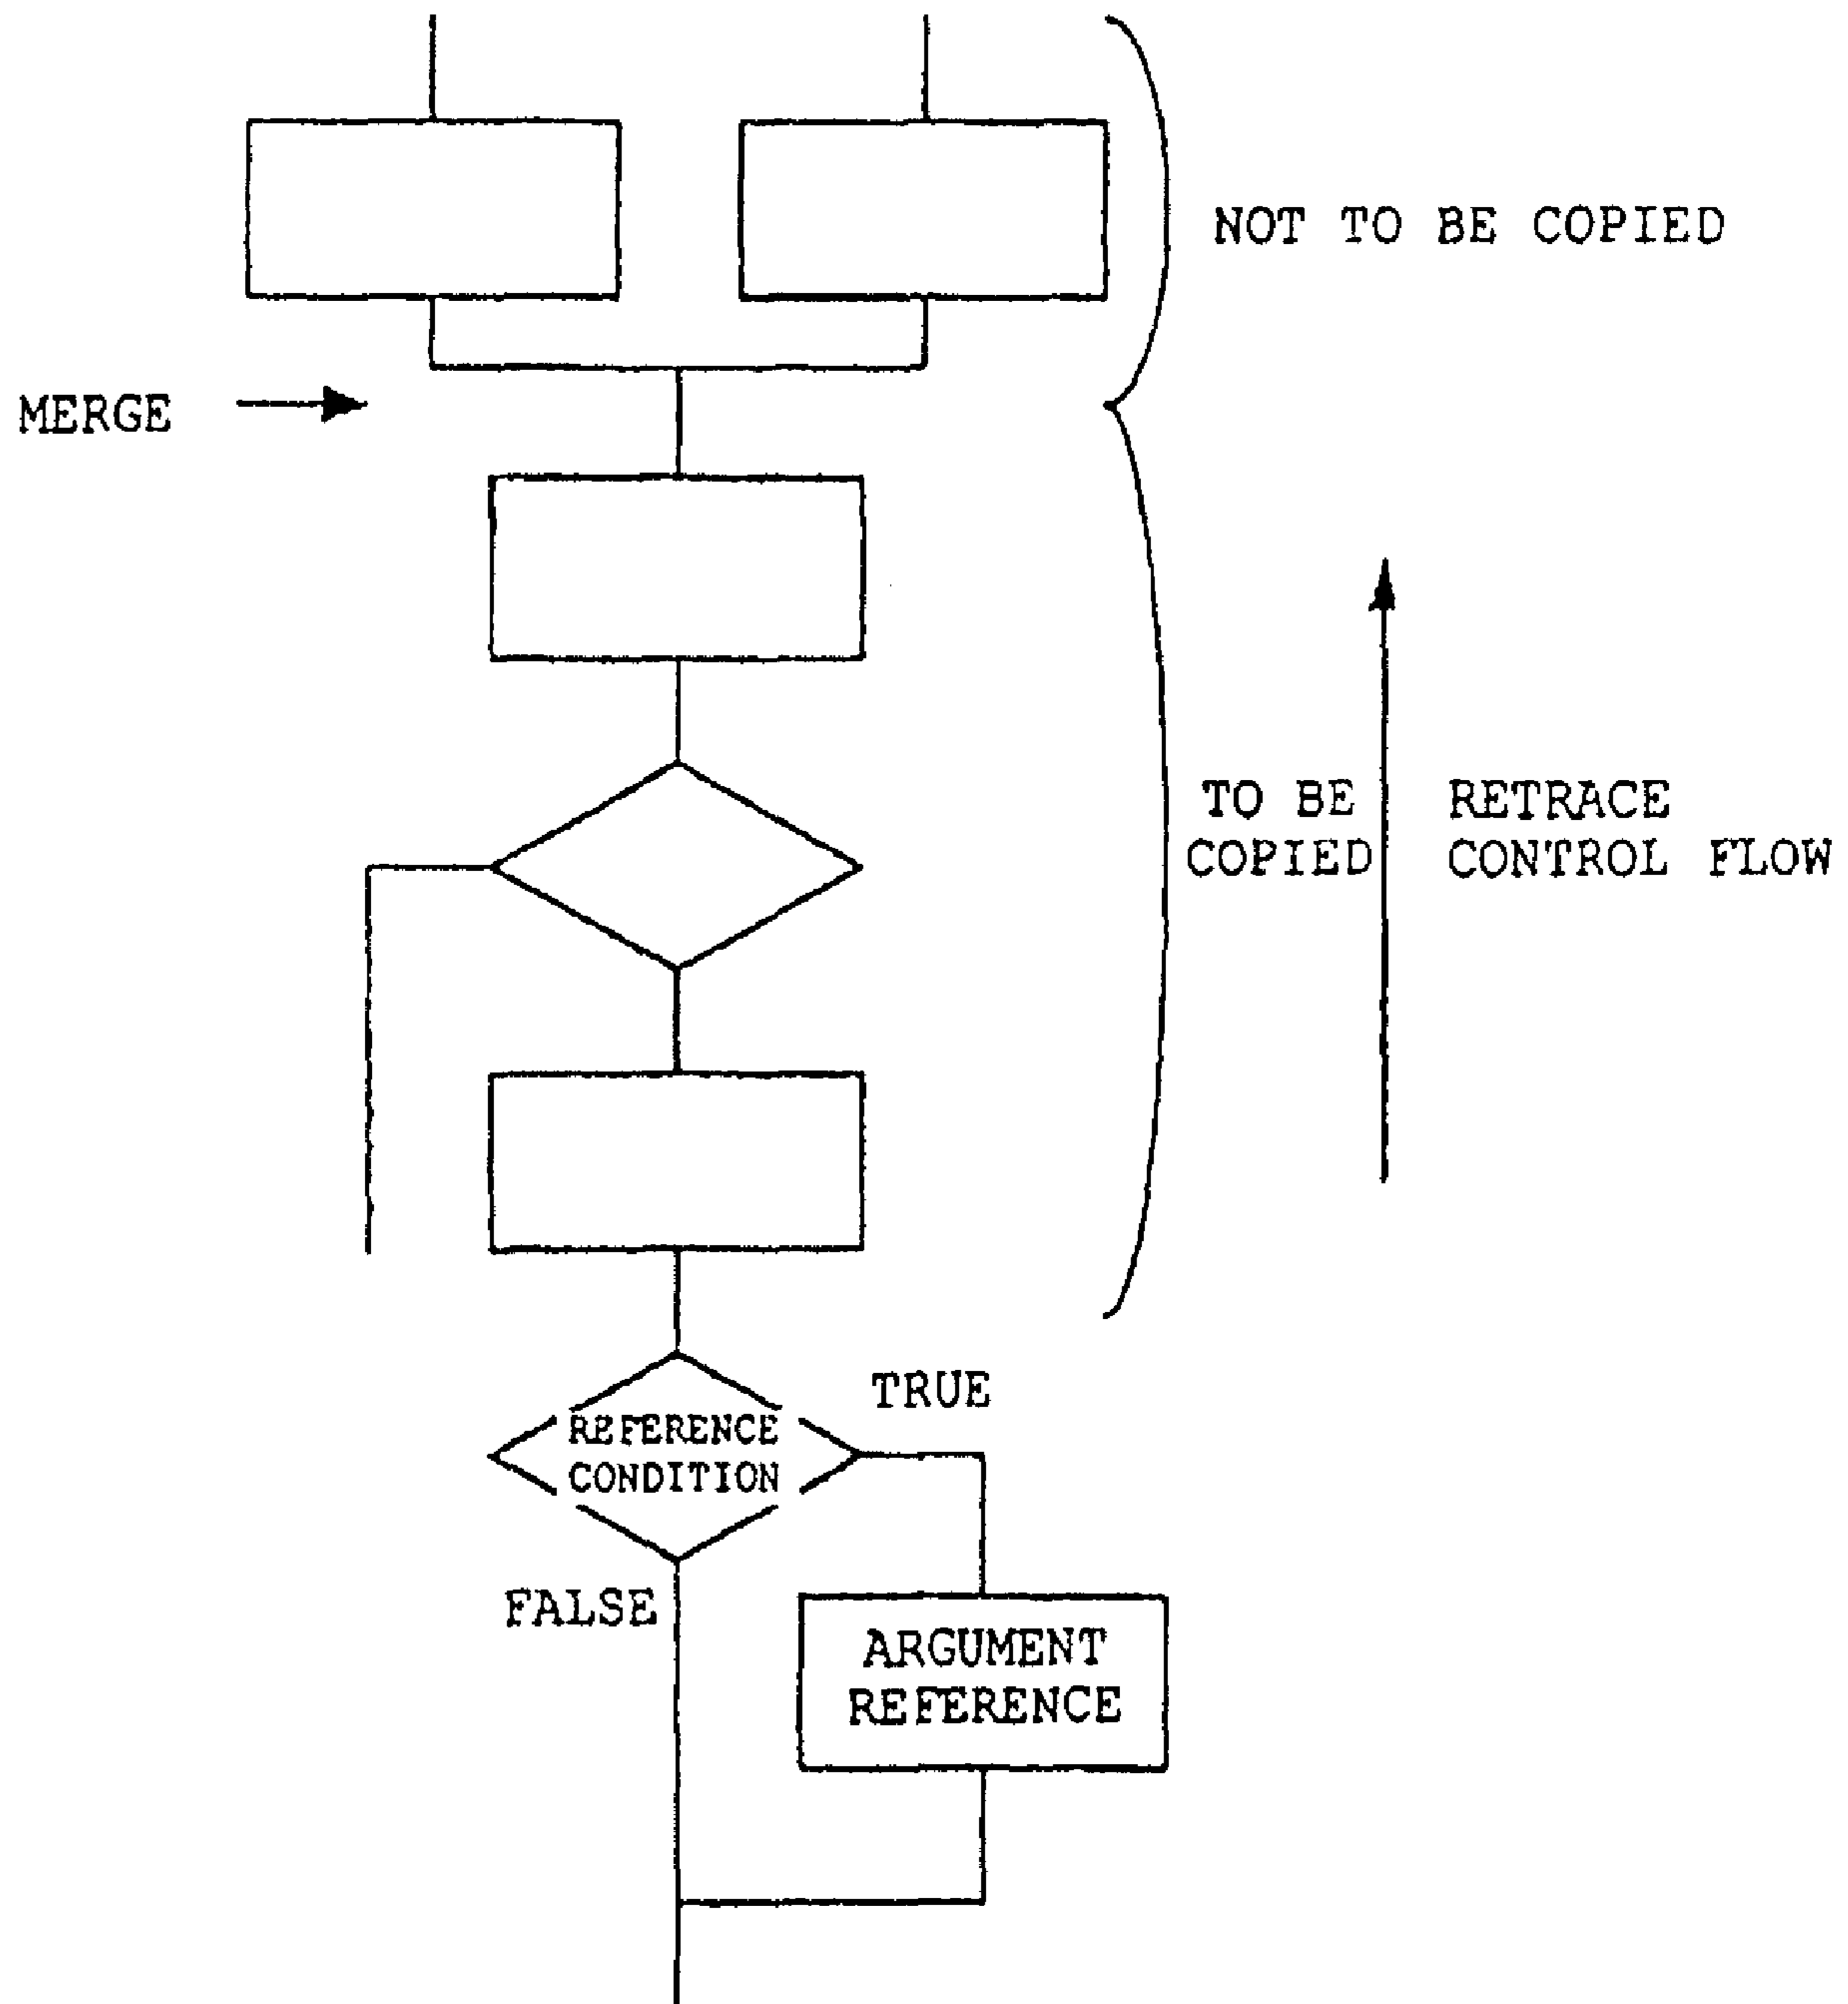 NOT TO BE COPIED
MERGE
TO BE
COPIED
RETRACE
CONTROL FLOW
TRUE
REFERENCE
CONDITION
FALSE
ARGUMENT
REFERENCE